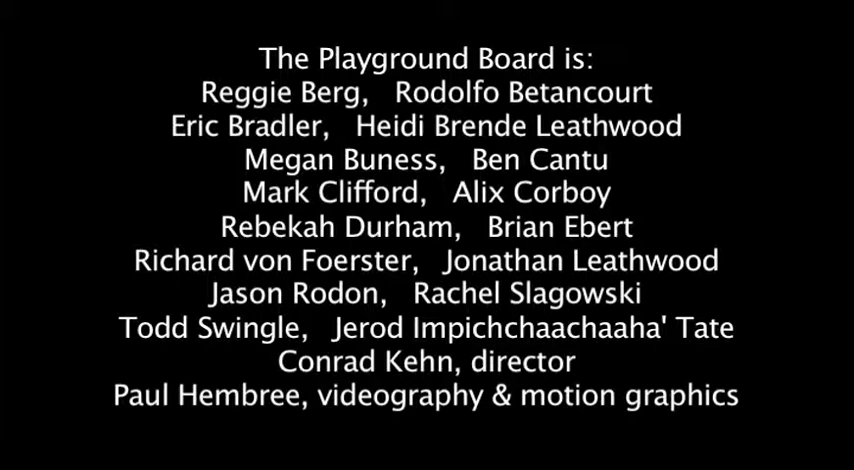 The Playground Board is:
Reggie Berg,   Rodolfo Betancourt
Eric Bradler,   Heidi Brende Leathwood
Megan Buness,   Ben Cantu
Mark Clifford,   Alix Corboy
Rebekah Durham,   Brian Ebert
Richard von Foerster,   Jonathan Leathwood
Jason Rodon,   Rachel Slagowski
Todd Swingle,   Jerod Impichchaachaaha' Tate
Conrad Kehn, director
Paul Hembree, videography & motion graphics